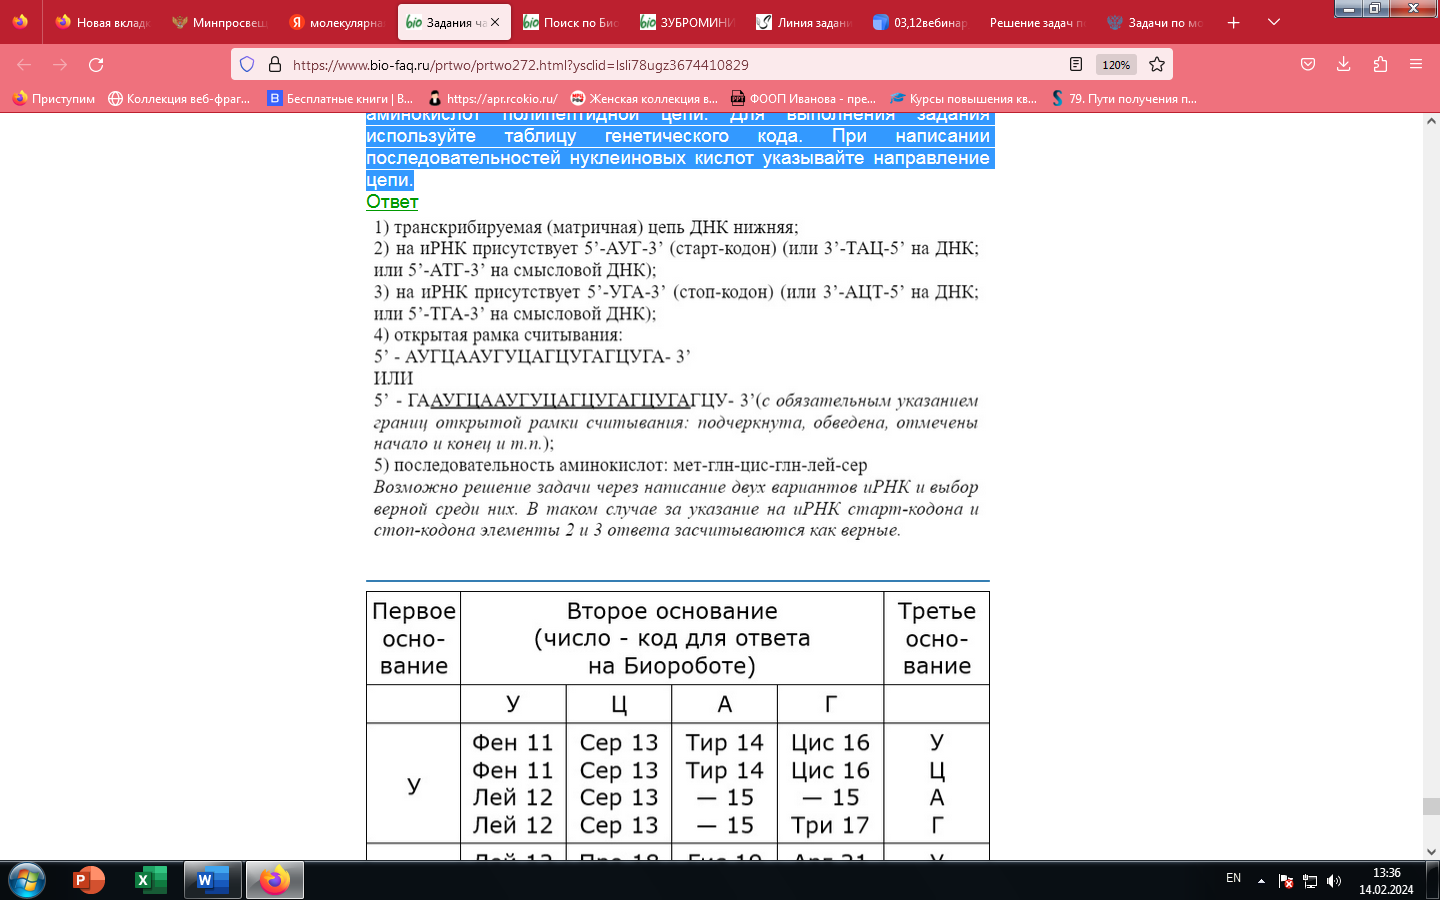 Новая вкладк
Минпросвещ
молекулярна
Задания ча
Поиск по Био
ЗУБРОМИНИ
Линия задани
03,12вебинар
Решение задач п
Задачи по мо
https://www.bio-faq.ru/prtwo/prtwo272.html?ysclid=lsli78ugz3674410829
120%
Приступим
Коллекция веб-фраг...
Бесплатные книги | В...
https://apr.rcokio.ru/
Женская коллекция в...
ФООП Иванова - пре...
Курсы повышения кв...
79. Пути получения п...
аминокислот полипептидной цепи. Для выполнения задания
используйте таблицу генетического кода. При написании
последовательностей нуклеиновых кислот указывайте направление
цепи.
Ответ
1) транскрибируемая (матричная) цепь ДНК нижняя;
2) на иРНК присутствует 5’-АУГ-3’ (старт-кодон) (или 3’-ТАЦ-5’ на ДНК;
или 5’-АТГ-3’ на смысловой ДНК);
3) на иРНК присутствует 5’-УГА-3’ (стоп-кодон) (или 3’-АЦТ-5’ на ДНК;
или 5’-ТГА-3’ на смысловой ДНК);
4) открытая рамка считывания:
5’ - АУГЦААУГУЦАГЦУГАГЦУГА- 3’
ИЛИ
5’ - ГААУГЦААУГУЦАГЦУГАГЦУГАГЦУ- 3’(с обязательным указанием
границ открытой рамки считывания: подчеркнута, обведена, отмечены
начало и конец и т.п.);
5) последовательность аминокислот: мет-глн-цис-глн-лей-сер
Возможно решение задачи через написание двух вариантов иРНК и выбор
верной среди них. В таком случае за указание на иРНК старт-кодона и
стоп-кодона элементы 2 и 3 ответа засчитываются как верные.
Первое осно- вание
Второе основание
(число - код для ответа
на Биороботе)
Третье осно- вание
У Ц А Г
У
Фен 11 Сер 13 Тир 14 Цис 16 У
Фен 11 Сер 13 Тир 14 Цис 16 Ц
Лей 12 Сер 13 — 15 — 15 А
Лей 12 Сер 13 — 15 Три 17 Г
EN
13:36
14.02.2024